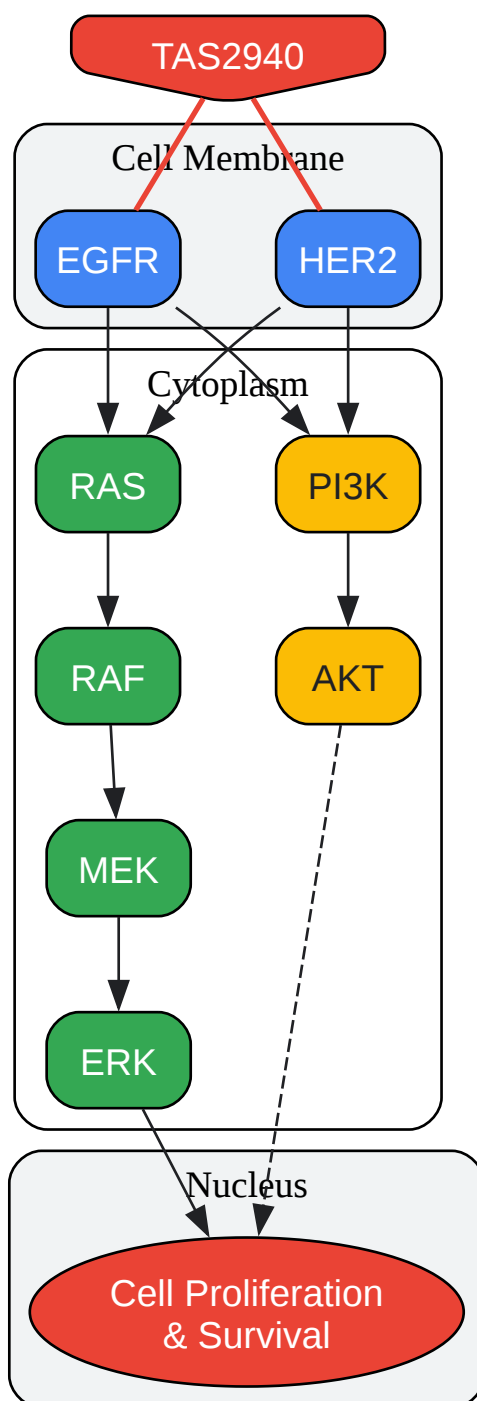 TAS2940
Cell Membrane
EGFR
HER2
Cytoplasm
RAS
PI3K
RAF
AKT
MEK
ERK
Nucleus
Cell Proliferation
& Survival